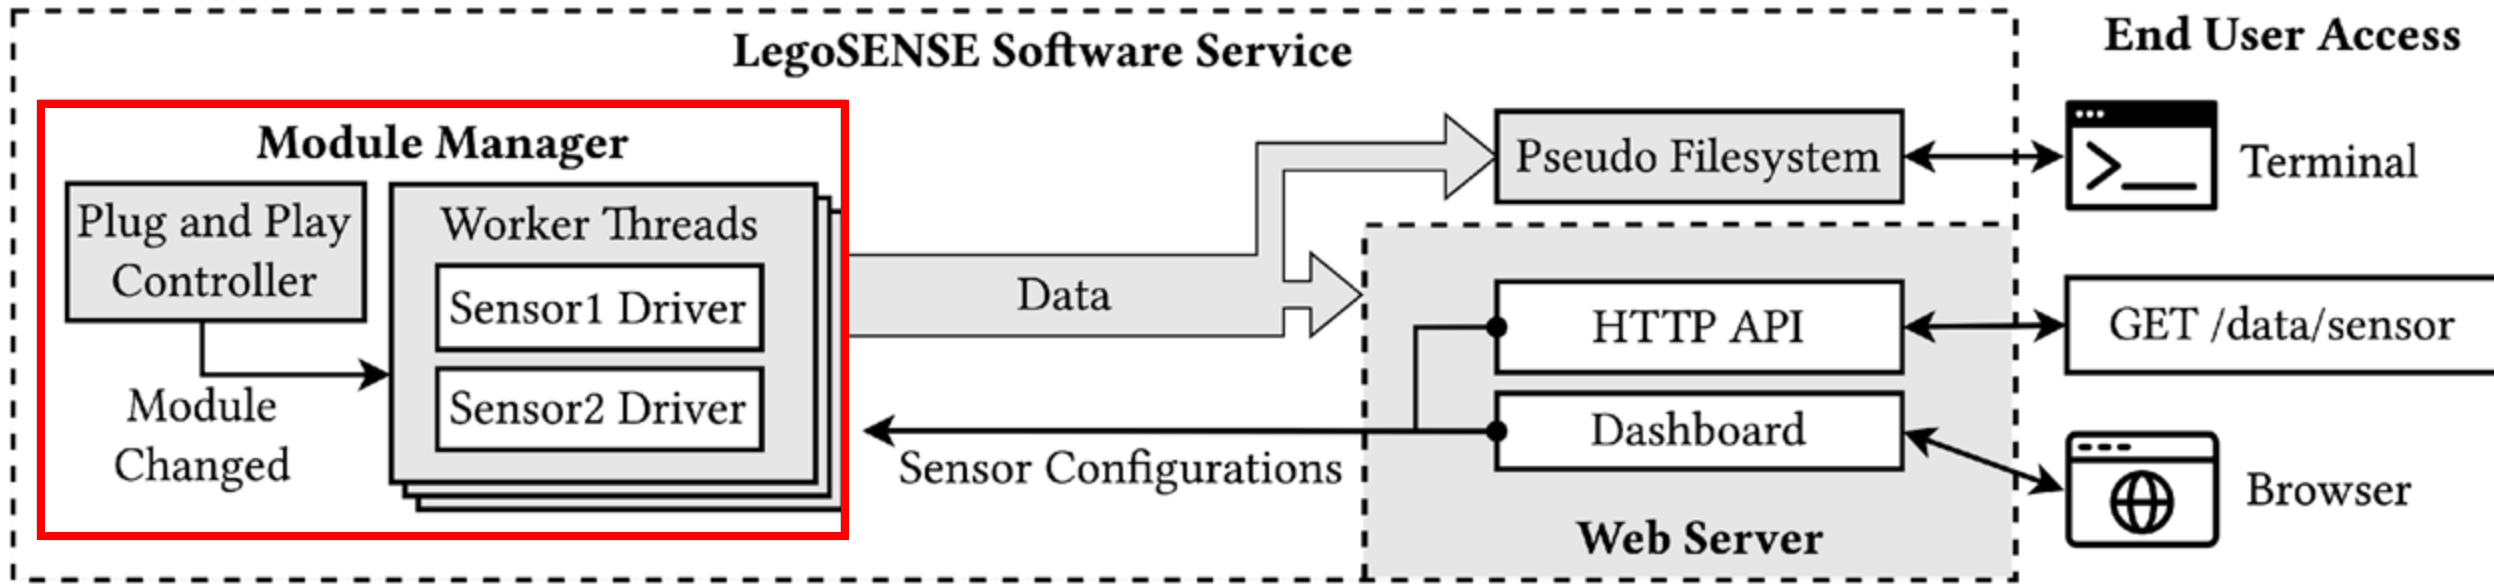 LegoSENSE Software Service
End User Access
Module Manager
Plug and Play
Controller
Worker Threads
Sensor1 Driver
Sensor2 Driver
Module
Changed
Data
Sensor Configurations
Pseudo Filesystem
HTTP API
Dashboard
Web Server
Terminal
GET /data/sensor
Browser